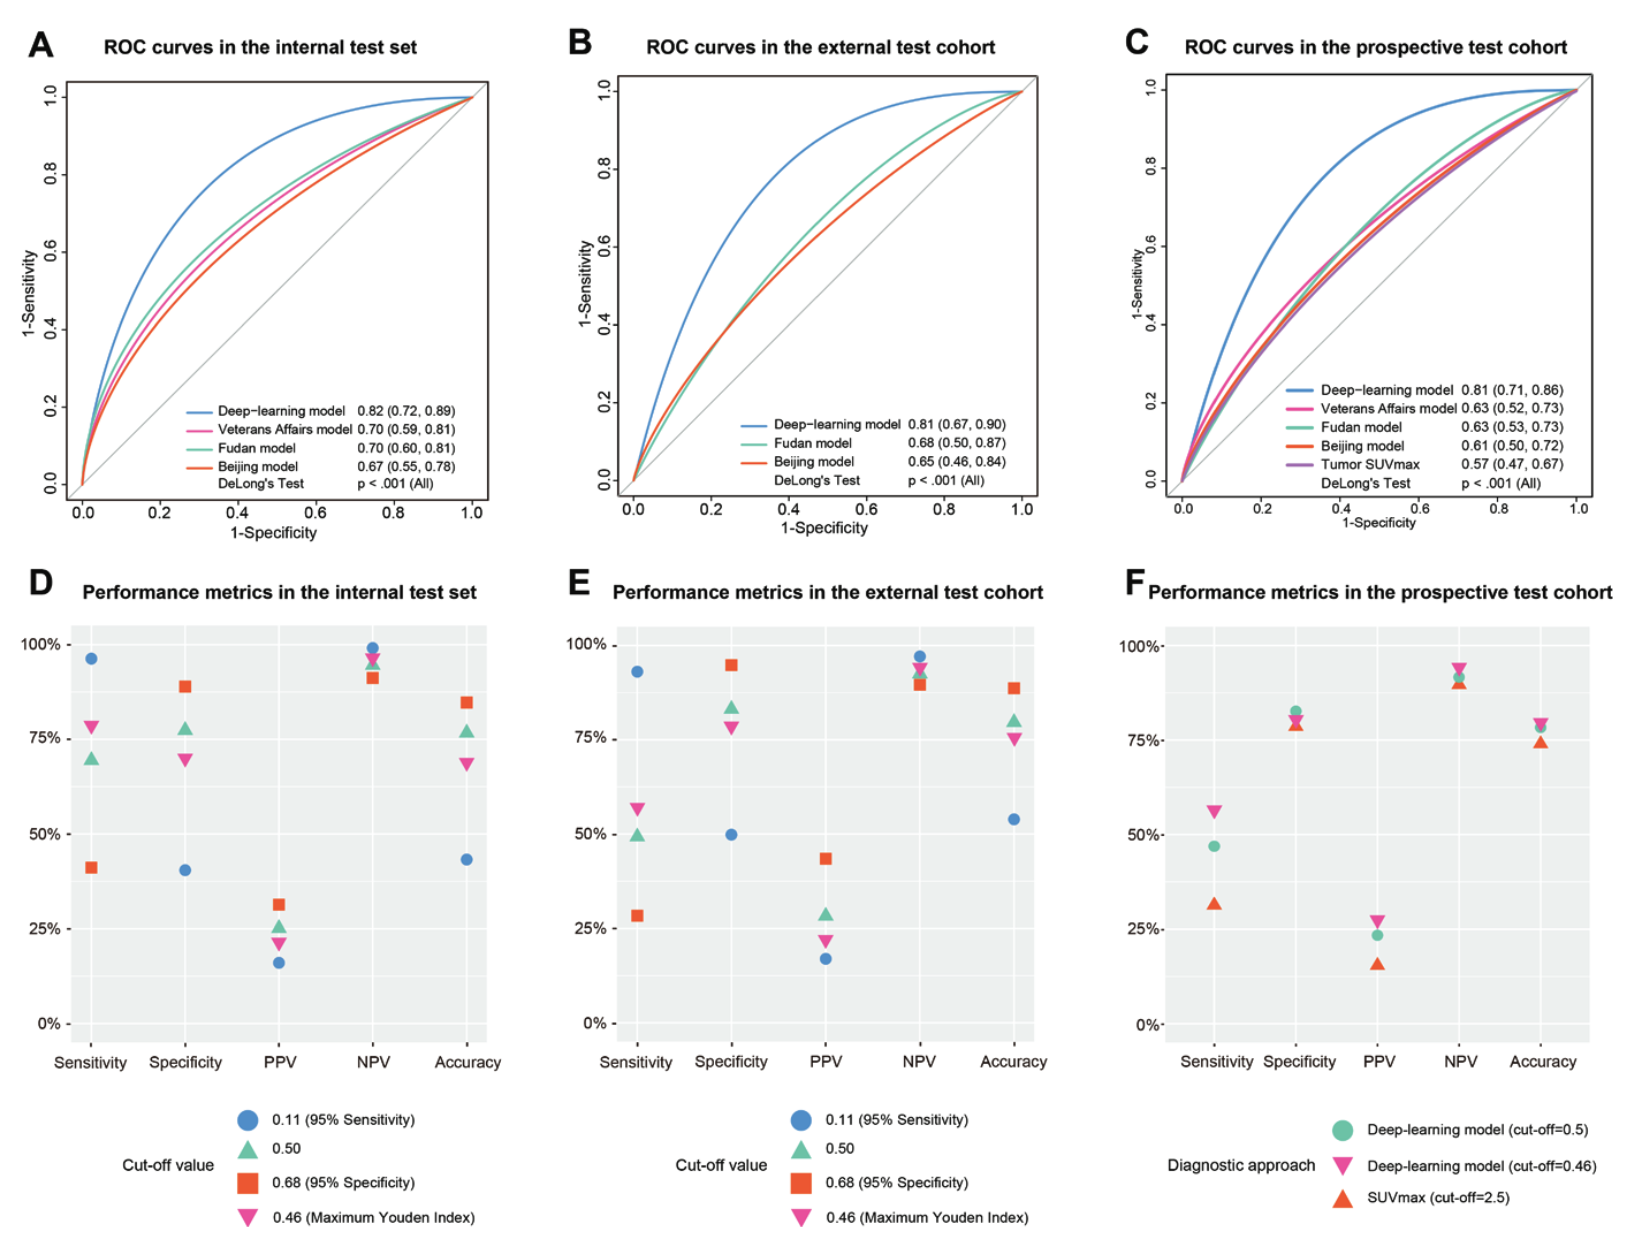 A
ROC curves in the internal test set
1-Sensitivity
1.0
0.8
0.6
0.4
0.2
0.0
Deep-learning model 0.82 (0.72, 0.89)
Veterans Affairs model 0.70 (0.59, 0.81)
Fudan model 0.70 (0.60, 0.81)
Beijing model 0.67 (0.55, 0.78)
DeLong's Test p < .001 (All)
0.0 0.2 0.4 0.6 0.8 1.0
1-Specificity
B
ROC curves in the external test cohort
1-Sensitivity
1.0
0.8
0.6
0.4
0.2
0.0
Deep-learning model 0.81 (0.67, 0.90)
Fudan model 0.68 (0.50, 0.87)
Beijing model 0.65 (0.46, 0.84)
DeLong's Test p < .001 (All)
0.0 0.2 0.4 0.6 0.8 1.0
1-Specificity
C
ROC curves in the prospective test cohort
1-Sensitivity
1.0
0.8
0.6
0.4
0.2
0.0
Deep-learning model 0.81 (0.71, 0.86)
Veterans Affairs model 0.63 (0.52, 0.73)
Fudan model 0.63 (0.53, 0.73)
Beijing model 0.61 (0.50, 0.72)
Tumor SUVmax 0.57 (0.47, 0.67)
DeLong's Test p < .001 (All)
0.0 0.2 0.4 0.6 0.8 1.0
1-Specificity
D
Performance metrics in the internal test set
100%
75%
50%
25%
0%
Sensitivity Specificity PPV NPV Accuracy
Cut-off value
0.11 (95% Sensitivity)
0.50
0.68 (95% Specificity)
0.46 (Maximum Youden Index)
E
Performance metrics in the external test cohort
100%
75%
50%
25%
0%
Sensitivity Specificity PPV NPV Accuracy
Cut-off value
0.11 (95% Sensitivity)
0.50
0.68 (95% Specificity)
0.46 (Maximum Youden Index)
F
Performance metrics in the prospective test cohort
100%
75%
50%
25%
0%
Sensitivity Specificity PPV NPV Accuracy
Diagnostic approach
Deep-learning model (cut-off=0.5)
Deep-learning model (cut-off=0.46)
SUVmax (cut-off=2.5)